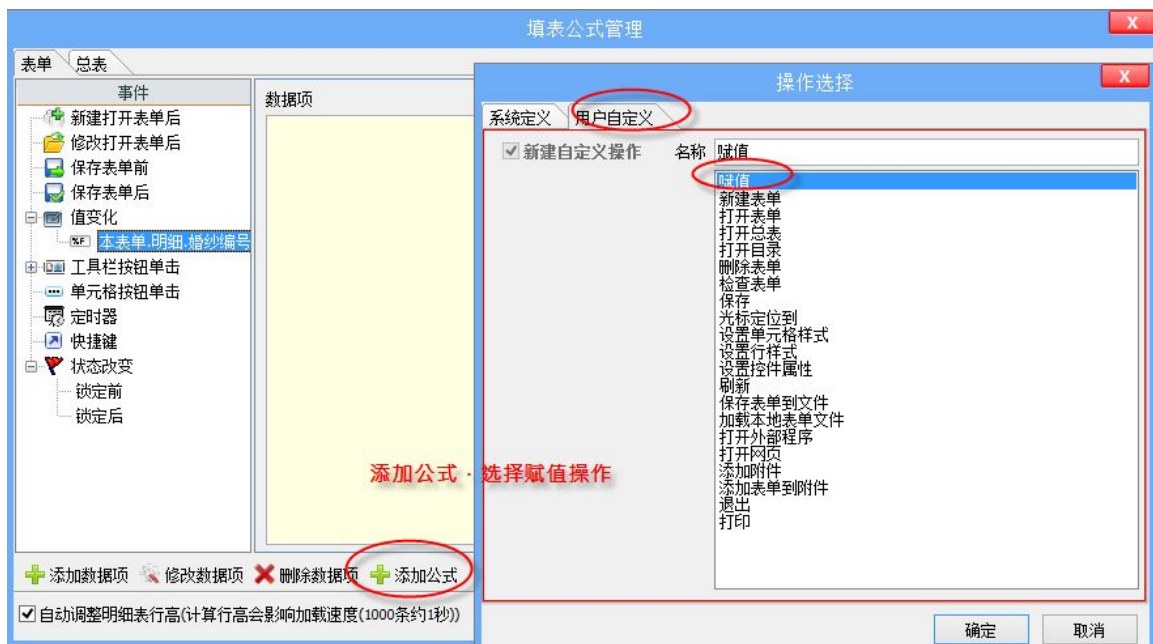 填表公式管理
X
表单
总表
事件
数据项
新建打开表单后
修改打开表单后
保存表单前
保存表单后
值变化
%F
本表单.明细.婚纱编号
工具栏按钮单击
单元格按钮单击
定时器
快捷键
状态改变
锁定前
锁定后
操作选择
X
系统定义
用户自定义
新建自定义操作
名称
赋值
赋值
新建表单
打开表单
打开总表
打开目录
删除表单
检查表单
保存
光标定位到
设置单元格样式
设置行样式
设置控件属性
刷新
保存表单到文件
加载本地表单文件
打开外部程序
打开网页
添加附件
添加表单到附件
退出
打印
添加公式 · 选择赋值操作
添加数据项
修改数据项
删除数据项
添加公式
自动调整明细表行高(计算行高会影响加载速度(1000条约1秒))
确定
取消